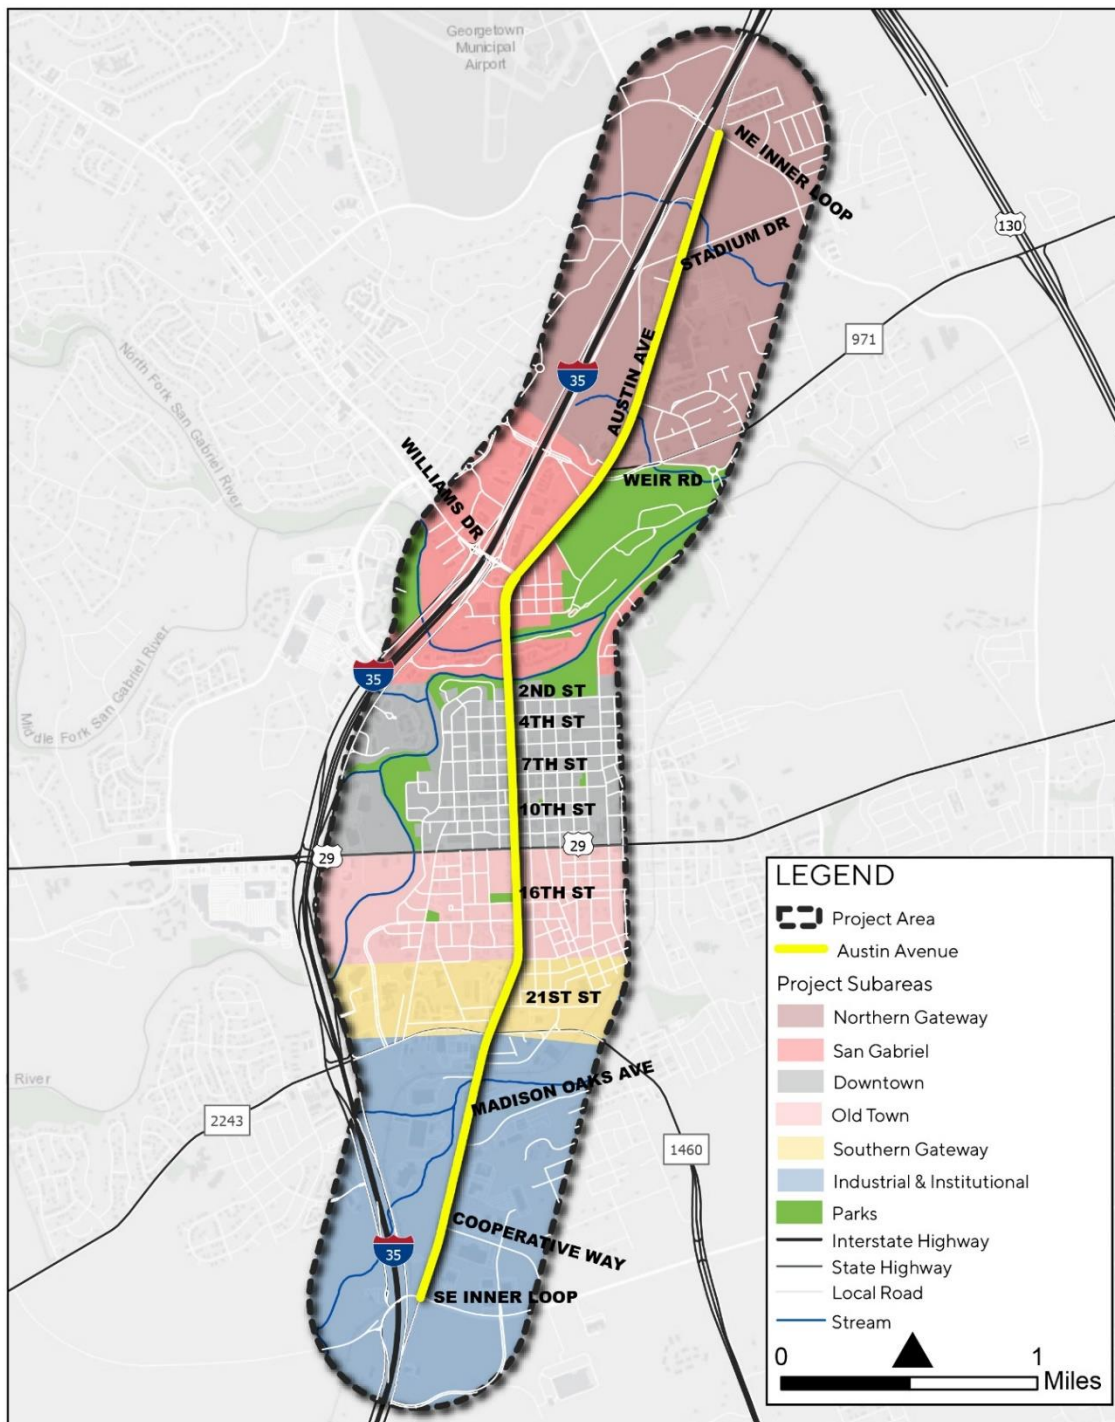 Georgetown
Municipal
Airport
NE INNER LOOP
130
STADIUM DR
971
North Fork San Gabriel River
35
AUSTIN AVE
WILLIAMS DR
WEIR RD
Middle Fork San Gabriel River
35
2ND ST
4TH ST
7TH ST
10TH ST
29
29
16TH ST
21ST ST
River
MADISON OAKS AVE
2243
1460
COOPERATIVE WAY
35
SE INNER LOOP
LEGEND
Project Area
Austin Avenue
Project Subareas
Northern Gateway
San Gabriel
Downtown
Old Town
Southern Gateway
Industrial & Institutional
Parks
Interstate Highway
State Highway
Local Road
Stream
0 1
Miles